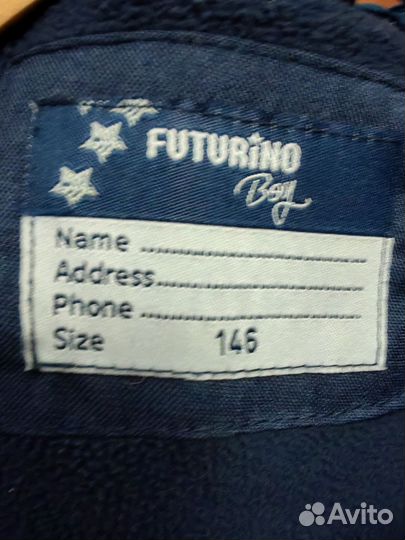 FUTURiNO
Boy
Name ........................................
Address.....................................
Phone ........................................
Size 146
Avito